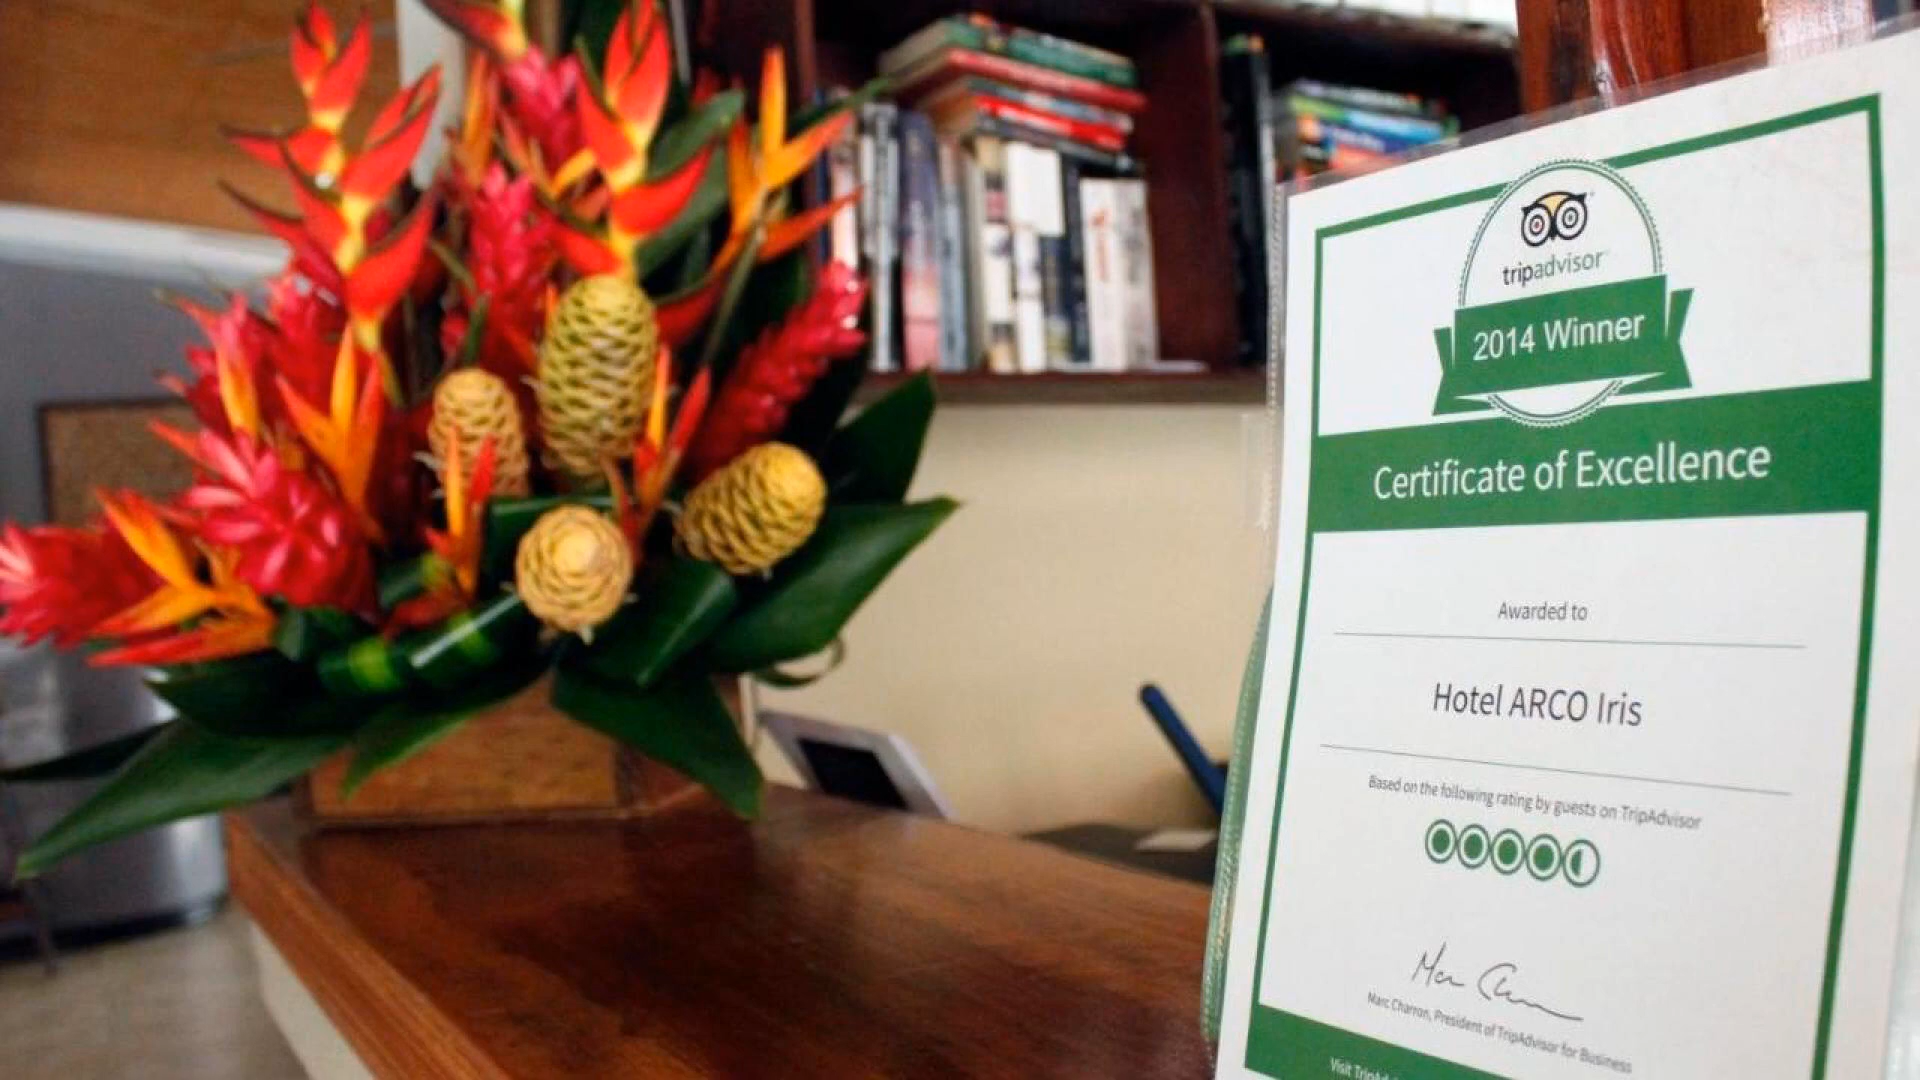 tripadvisor
2014 Winner
Certificate of Excellence
Awarded to
Hotel ARCO Iris
Based on the following rating by guests on TripAdvisor
Marc Charron, President of TripAdvisor for Business
Visit